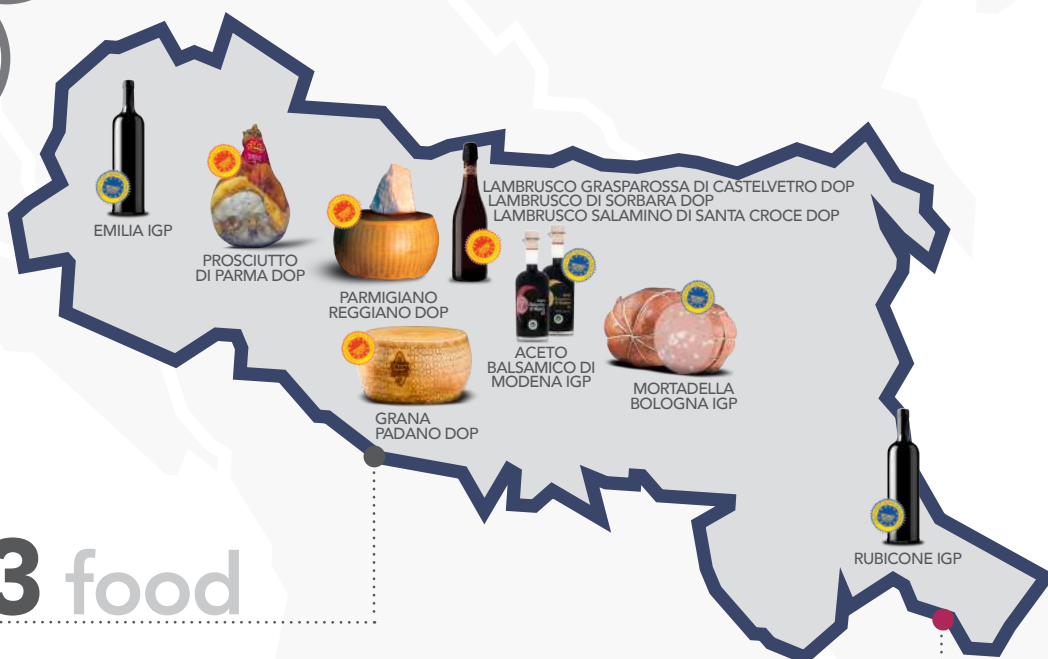 LAMBRUSCO GRASPAROSSA DI CASTELVETRO DOP
LAMBRUSCO DI SORBARA DOP
LAMBRUSCO SALAMINO DI SANTA CROCE DOP
EMILIA IGP
PROSCIUTTO
DI PARMA DOP
PARMIGIANO
REGGIANO DOP
ACETO
BALSAMICO DI
MODENA IGP
MORTADELLA
BOLOGNA IGP
GRANA
PADANO DOP
RUBICONE IGP
3 food